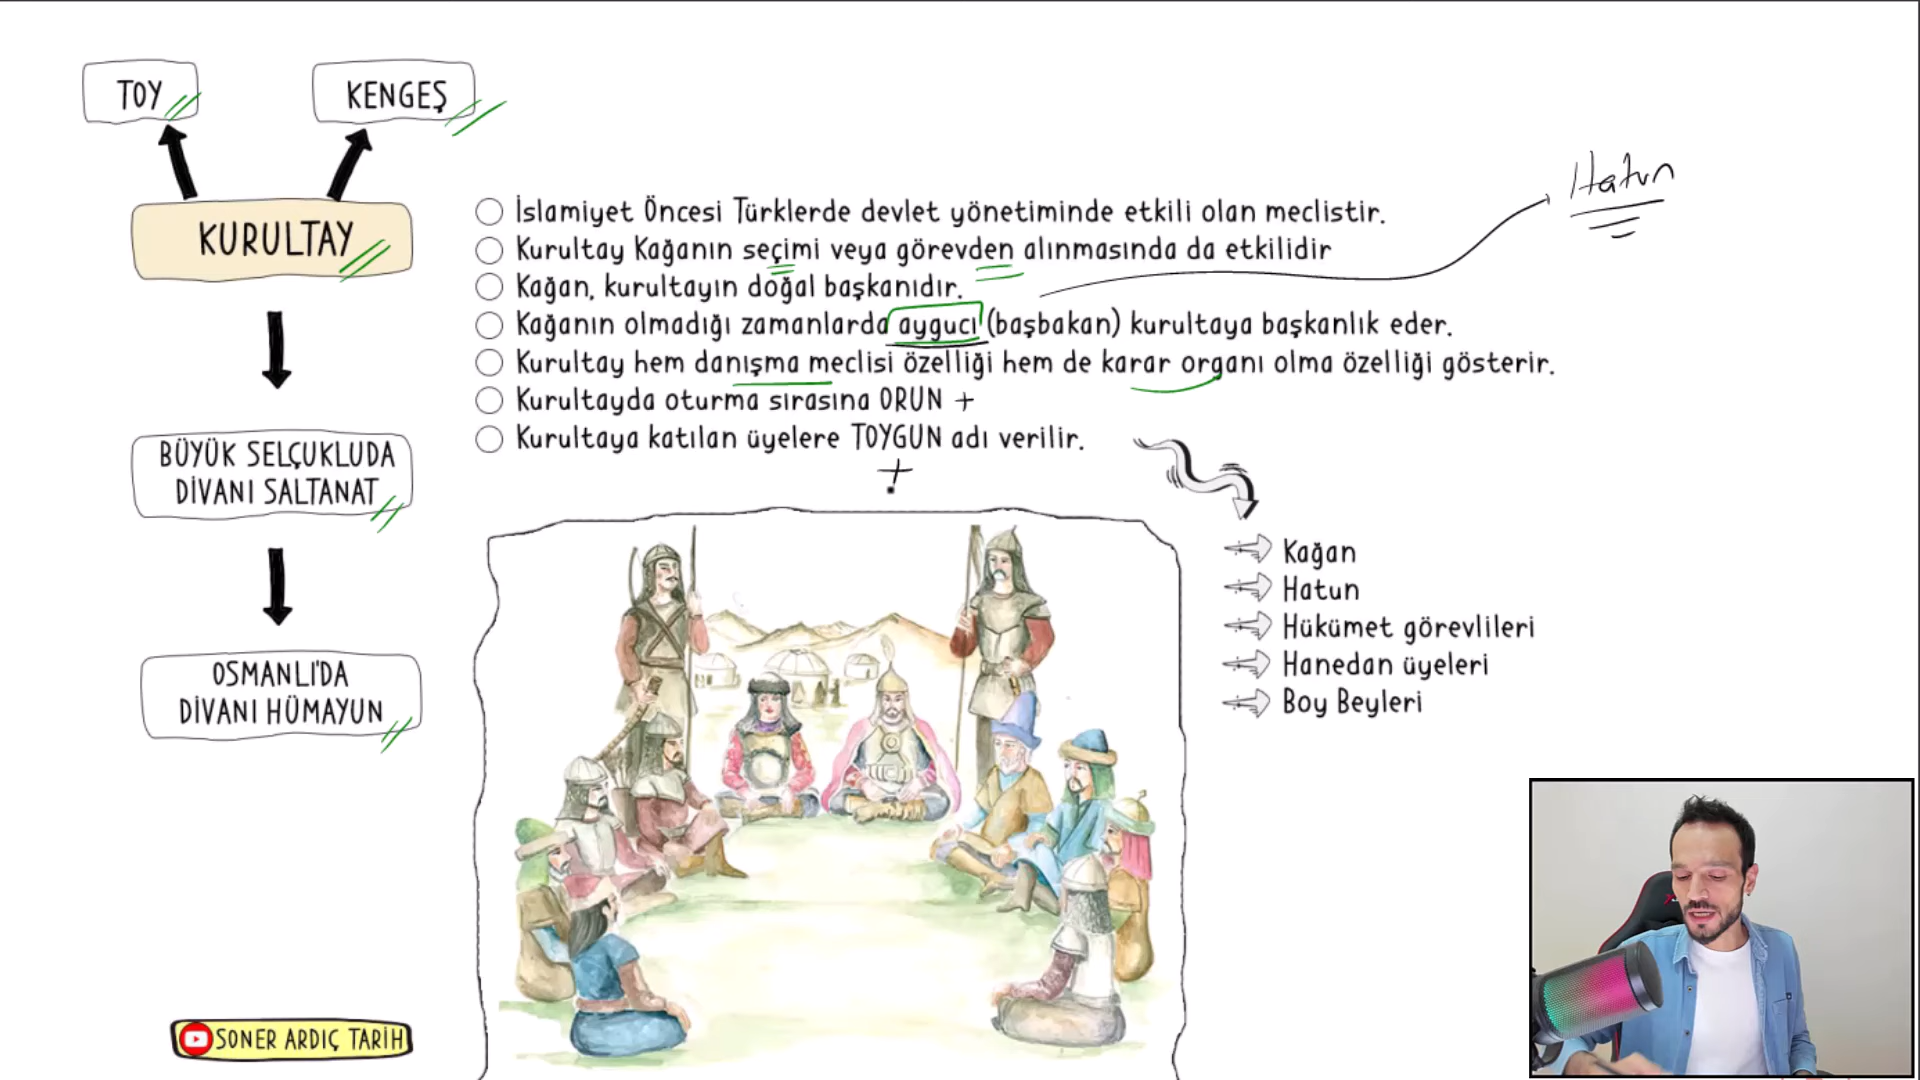 TOY
KENGEŞ
KURULTAY
Hatun
İslamiyet Öncesi Türklerde devlet yönetiminde etkili olan meclistir.
Kurultay Kağanın seçimi veya görevden alınmasında da etkilidir
Kağan, kurultayın doğal başkanıdır.
Kağanın olmadığı zamanlarda aygucı (başbakan) kurultaya başkanlık eder.
Kurultay hem danışma meclisi özelliği hem de karar organı olma özelliği gösterir.
Kurultayda oturma sırasına ORUN +
Kurultaya katılan üyelere TOYGUN adı verilir.
+
BÜYÜK SELÇUKLUDA
DİVANI SALTANAT
OSMANLI'DA
DİVANI HÜMAYUN
Kağan
Hatun
Hükümet görevlileri
Hanedan üyeleri
Boy Beyleri
SONER ARDIÇ TARİH